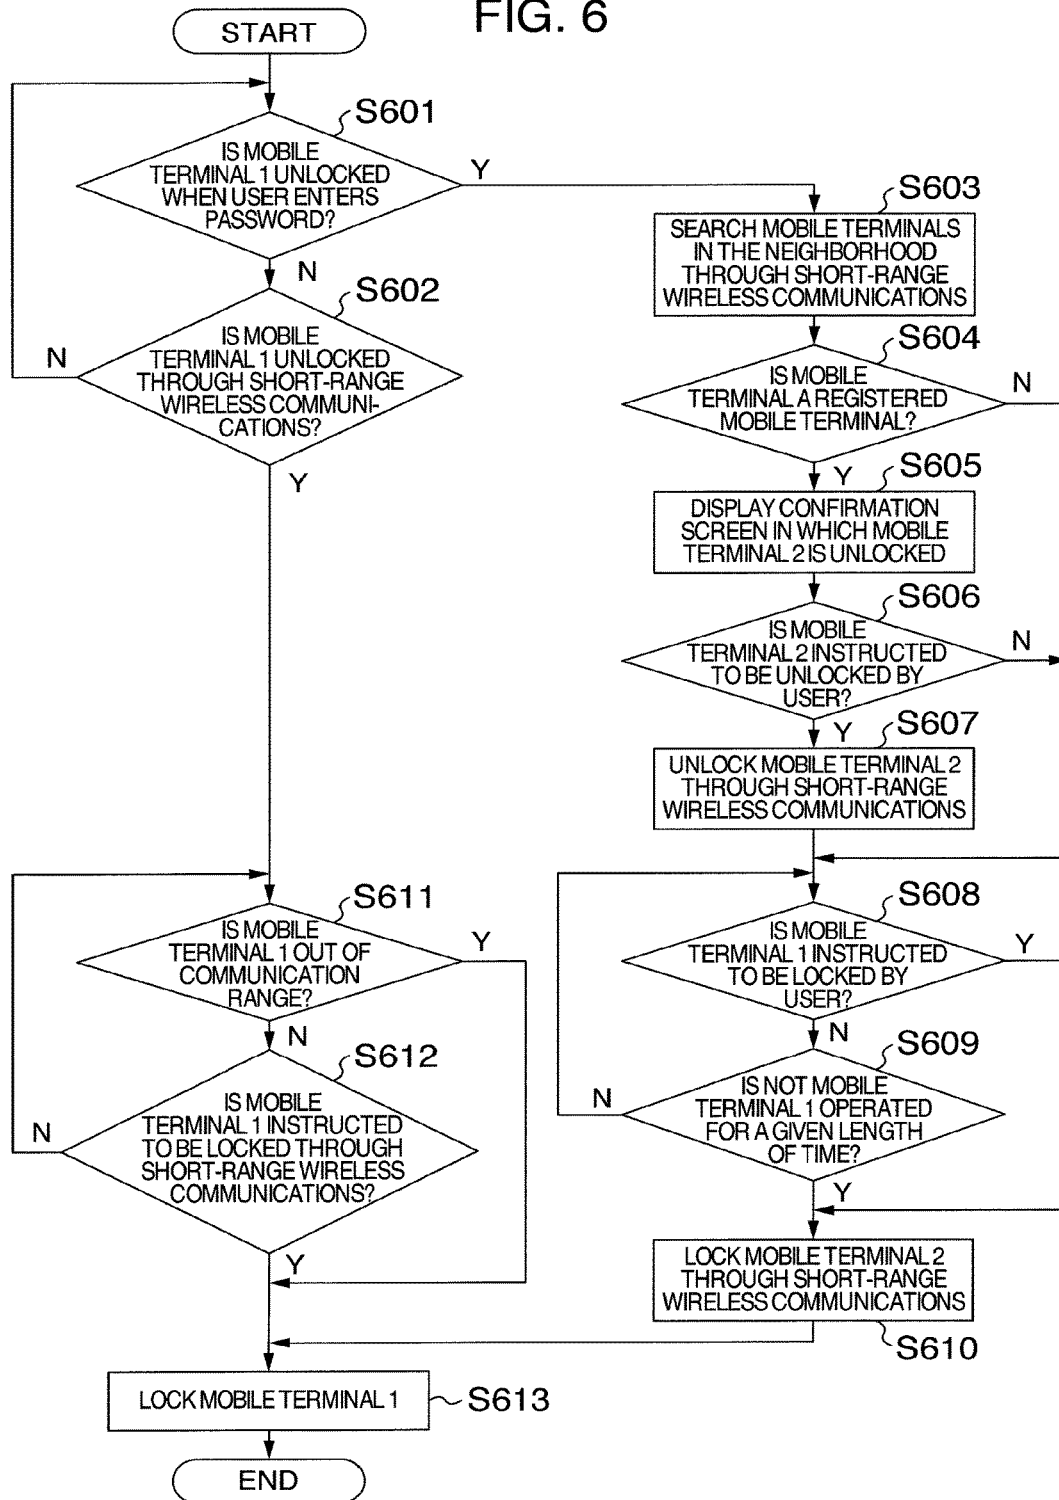 FIG. 6
START
S601
IS MOBILE
TERMINAL 1 UNLOCKED
WHEN USER ENTERS
PASSWORD?
Y
N
S602
IS MOBILE
TERMINAL 1 UNLOCKED
THROUGH SHORT-RANGE
WIRELESS COMMUNI-
CATIONS?
N
Y
S603
SEARCH MOBILE TERMINALS
IN THE NEIGHBORHOOD
THROUGH SHORT-RANGE
WIRELESS COMMUNICATIONS
S604
IS MOBILE
TERMINAL A REGISTERED
MOBILE TERMINAL?
N
Y
S605
DISPLAY CONFIRMATION
SCREEN IN WHICH MOBILE
TERMINAL 2 IS UNLOCKED
S606
IS MOBILE
TERMINAL 2 INSTRUCTED
TO BE UNLOCKED BY
USER?
N
Y
S607
UNLOCK MOBILE TERMINAL 2
THROUGH SHORT-RANGE
WIRELESS COMMUNICATIONS
S608
IS MOBILE
TERMINAL 1 INSTRUCTED
TO BE LOCKED BY
USER?
Y
N
S609
IS NOT MOBILE
TERMINAL 1 OPERATED
FOR A GIVEN LENGTH
OF TIME?
N
Y
LOCK MOBILE TERMINAL 2
THROUGH SHORT-RANGE
WIRELESS COMMUNICATIONS
S610
S611
IS MOBILE
TERMINAL 1 OUT OF
COMMUNICATION
RANGE?
Y
N
S612
IS MOBILE
TERMINAL 1 INSTRUCTED
TO BE LOCKED THROUGH
SHORT-RANGE WIRELESS
COMMUNICATIONS?
N
Y
LOCK MOBILE TERMINAL 1
S613
END